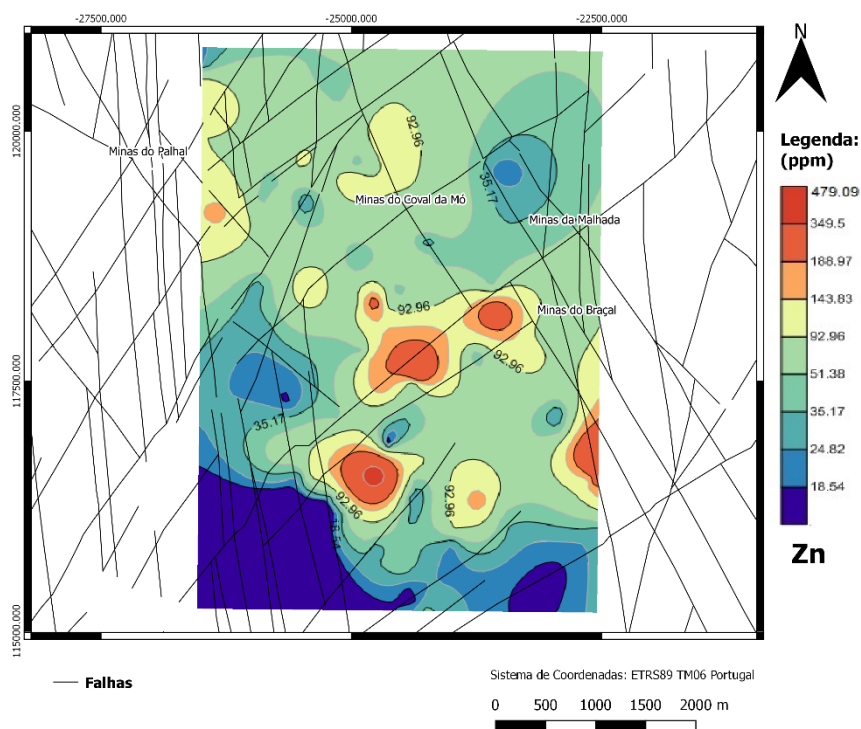 -27500.000
-25000.000
-22500.000
N
120000.000
117500.000
115000.000
92.96
Minas do Palhal
35.17
Minas do Coval da Mó
Minas da Malhada
92.96
Minas do Braçal
92.96
35.17
92.96
92.96
18.54
Legenda:
(ppm)
479.09
349.5
188.97
143.83
92.96
51.38
35.17
24.82
18.54
Zn
Falhas
Sistema de Coordenadas: ETRS89 TM06 Portugal
0 500 1000 1500 2000 m